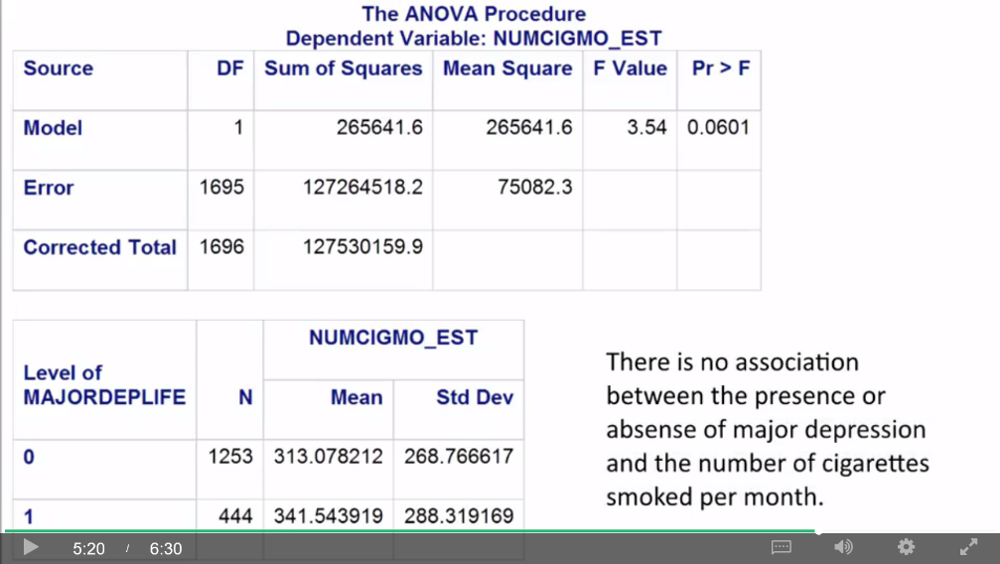 The ANOVA Procedure
Dependent Variable: NUMCIGMO_EST
Source DF Sum of Squares Mean Square F Value Pr > F
Model 1 265641.6 265641.6 3.54 0.0601
Error 1695 127264518.2 75082.3
Corrected Total 1696 127530159.9
Level of MAJORDEPLIFE N NUMCIGMO_EST
Mean Std Dev
0 1253 313.078212 268.766617
1 444 341.543919 288.319169
There is no association
between the presence or
absense of major depression
and the number of cigarettes
smoked per month.
5:20 / 6:30